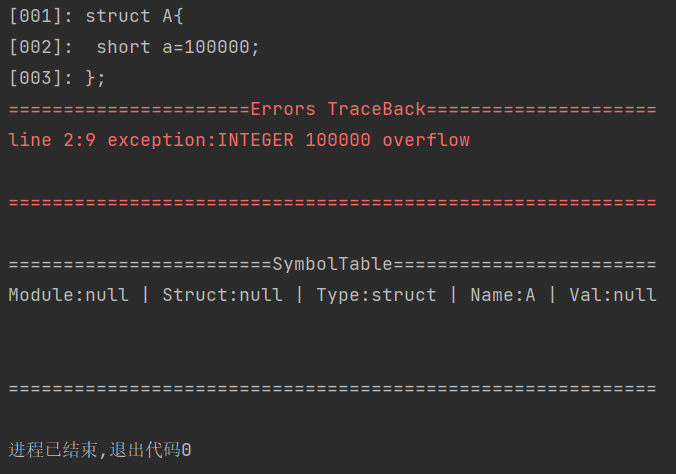 [001]: struct A{
[002]:  short a=100000;
[003]: };
======================Errors TraceBack=====================
line 2:9 exception:INTEGER 100000 overflow
===========================================================
========================SymbolTable========================
Module:null | Struct:null | Type:struct | Name:A | Val:null
===========================================================
进程已结束,退出代码0